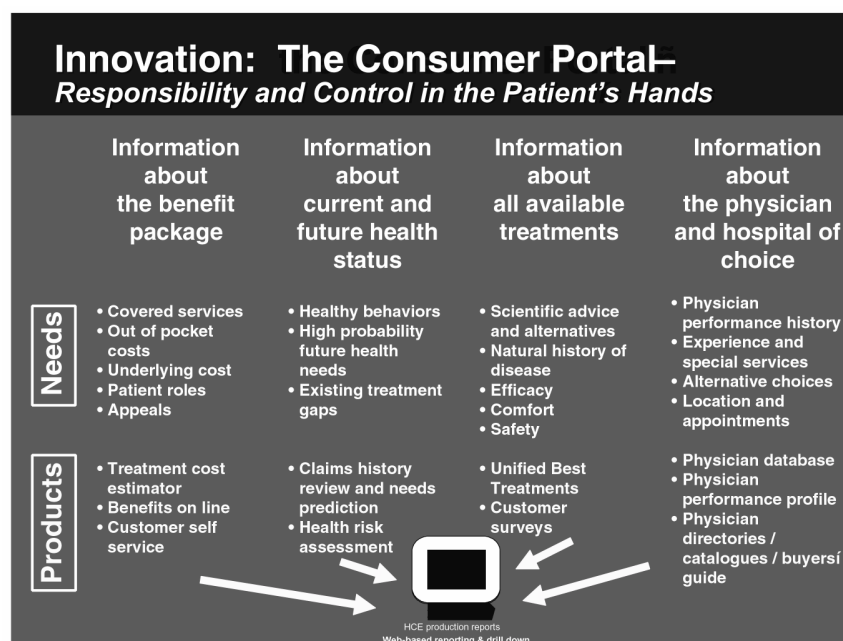 Innovation: The Consumer Portal–
Responsibility and Control in the Patient's Hands
Information
about
the benefit
package
Information
about
current and
future health
status
Information
about
all available
treatments
Information
about
the physician
and hospital of
choice
Needs
• Covered services
• Out of pocket
costs
• Underlying cost
• Patient roles
• Appeals
• Healthy behaviors
• High probability
future health
needs
• Existing treatment
gaps
• Scientific advice
and alternatives
• Natural history of
disease
• Efficacy
• Comfort
• Safety
• Physician
performance history
• Experience and
special services
• Alternative choices
• Location and
appointments
Products
• Treatment cost
estimator
• Benefits on line
• Customer self
service
• Claims history
review and needs
prediction
• Health risk
assessment
• Unified Best
Treatments
• Customer
surveys
• Physician database
• Physician
performance profile
• Physician
directories /
catalogues / buyersí
guide
HCE production reports
Web-based reporting & drill down